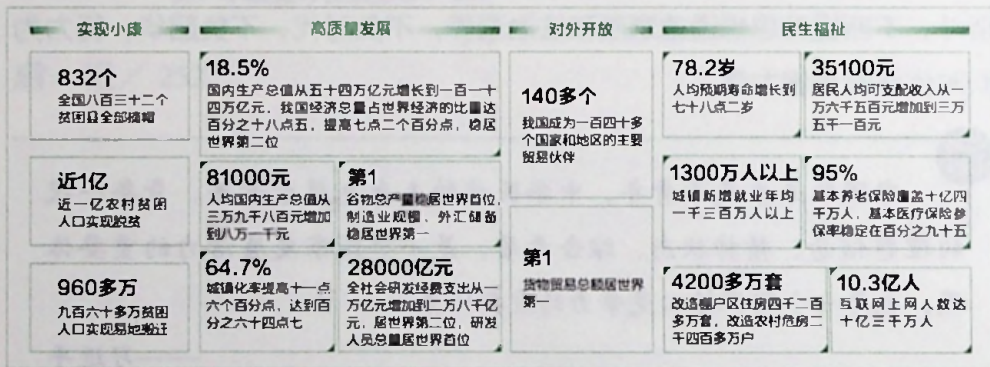 实现小康
832个
全国八百三十二个
贫困县全部摘帽
近1亿
近一亿农村贫困
人口实现脱贫
960多万
九百六十多万贫困
人口实现易地搬迁
高质量发展
18.5%
国内生产总值从五十四万亿元增长到一百一十
四万亿元，我国经济总量占世界经济的比重达
百分之十八点五，提高七点二个百分点，稳居
世界第二位
81000元
人均国内生产总值从
三万九千八百元增加
到八万一千元
第1
谷物总产量稳居世界首位，
制造业规模、外汇储备
稳居世界第一
64.7%
城镇化率提高十一点
六个百分点，达到百
分之六十四点七
28000亿元
全社会研发经费支出从一
万亿元增加到二万八千亿
元，居世界第二位，研发
人员总量居世界首位
对外开放
140多个
我国成为一百四十多
个国家和地区的主要
贸易伙伴
第1
货物贸易总额居世界
第一
民生福祉
78.2岁
人均预期寿命增长到
七十八点二岁
35100元
居民人均可支配收入从一
万六千五百元增加到三万
五千一百元
1300万人以上
城镇新增就业年均
一千三百万人以上
95%
基本养老保险覆盖十亿四
千万人，基本医疗保险参
保率稳定在百分之九十五
4200多万套
改造棚户区住房四千二百
多万套，改造农村危房二
千四百多万户
10.3亿人
互联网上网人数达
十亿三千万人